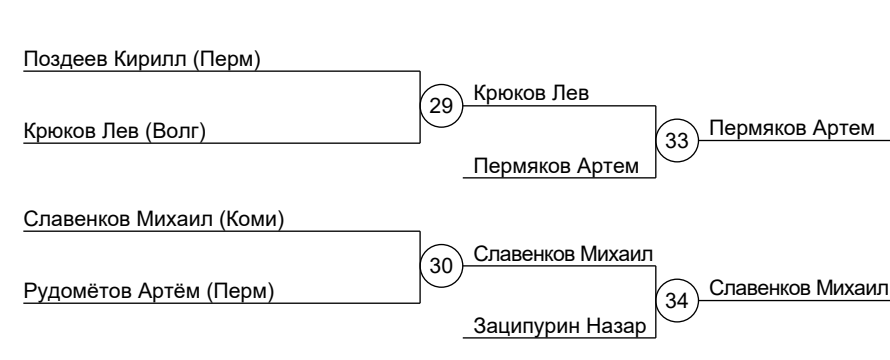 Поздеев Кирилл (Перм)
29
Крюков Лев
Крюков Лев (Волг)
33
Пермяков Артем
Пермяков Артем
Славенков Михаил (Коми)
30
Славенков Михаил
Рудомётов Артём (Перм)
34
Славенков Михаил
Заципурин Назар